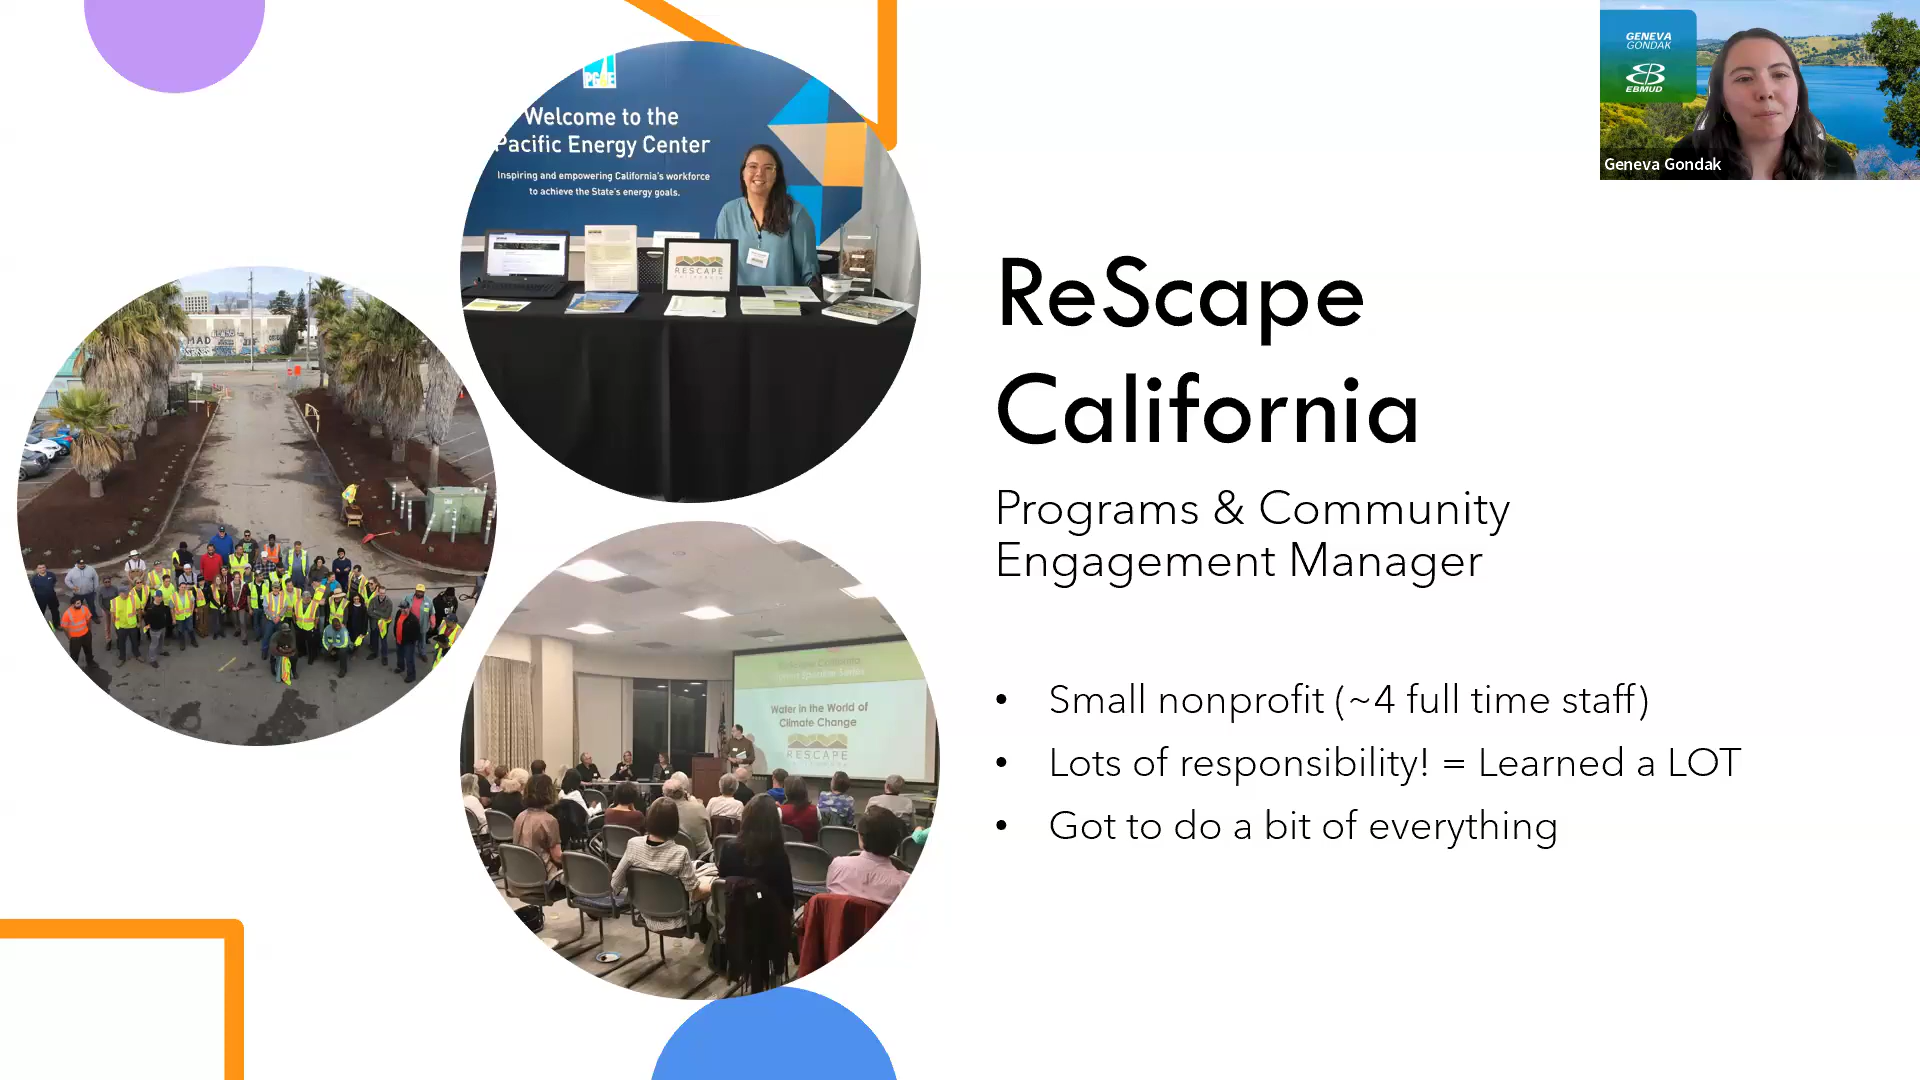 GENEVA
GONDAK
EBMUD
Geneva Gondak
PG&E
Welcome to the
Pacific Energy Center
Inspiring and empowering California's workforce
to achieve the State's energy goals.
RESCAPE
CALIFORNIA
MAD
ReScape
California
Programs & Community
Engagement Manager
Water in the World of
Climate Change
RESCAPE
• Small nonprofit (~4 full time staff)
• Lots of responsibility! = Learned a LOT
• Got to do a bit of everything